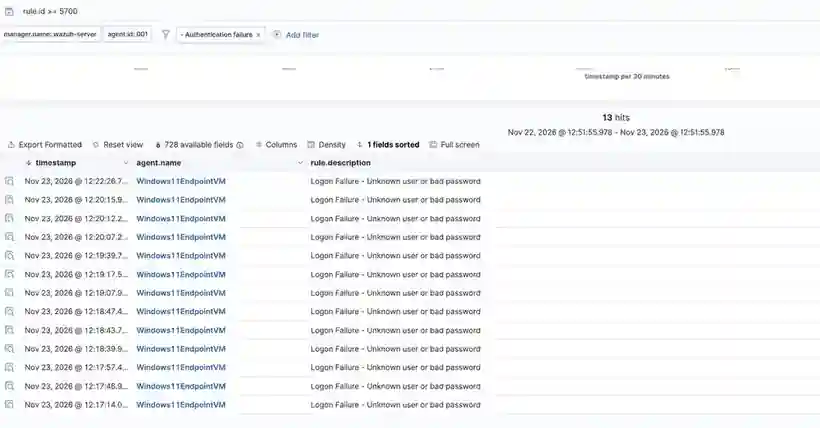 rule.id >= 5700
manager.name: wazuh-server agent.id: 001 - Authentication failure × Add filter
timestamp per 30 minutes
13 hits
Nov 22, 2026 @ 12:51:55.978 - Nov 23, 2026 @ 12:51:55.978
Export Formatted Reset view 728 available fields Columns Density 1 fields sorted Full screen
timestamp agent.name rule.description
Nov 23, 2026 @ 12:22:26.7... Windows11EndpointVM Logon Failure - Unknown user or bad password
Nov 23, 2026 @ 12:20:15.9... Windows11EndpointVM Logon Failure - Unknown user or bad password
Nov 23, 2026 @ 12:20:12.2... Windows11EndpointVM Logon Failure - Unknown user or bad password
Nov 23, 2026 @ 12:20:07.2... Windows11EndpointVM Logon Failure - Unknown user or bad password
Nov 23, 2026 @ 12:19:39.7... Windows11EndpointVM Logon Failure - Unknown user or bad password
Nov 23, 2026 @ 12:19:17.5... Windows11EndpointVM Logon Failure - Unknown user or bad password
Nov 23, 2026 @ 12:19:07.9... Windows11EndpointVM Logon Failure - Unknown user or bad password
Nov 23, 2026 @ 12:18:47.4... Windows11EndpointVM Logon Failure - Unknown user or bad password
Nov 23, 2026 @ 12:18:43.7... Windows11EndpointVM Logon Failure - Unknown user or bad password
Nov 23, 2026 @ 12:18:39.9... Windows11EndpointVM Logon Failure - Unknown user or bad password
Nov 23, 2026 @ 12:17:57.4... Windows11EndpointVM Logon Failure - Unknown user or bad password
Nov 23, 2026 @ 12:17:46.9... Windows11EndpointVM Logon Failure - Unknown user or bad password
Nov 23, 2026 @ 12:17:14.0... Windows11EndpointVM Logon Failure - Unknown user or bad password